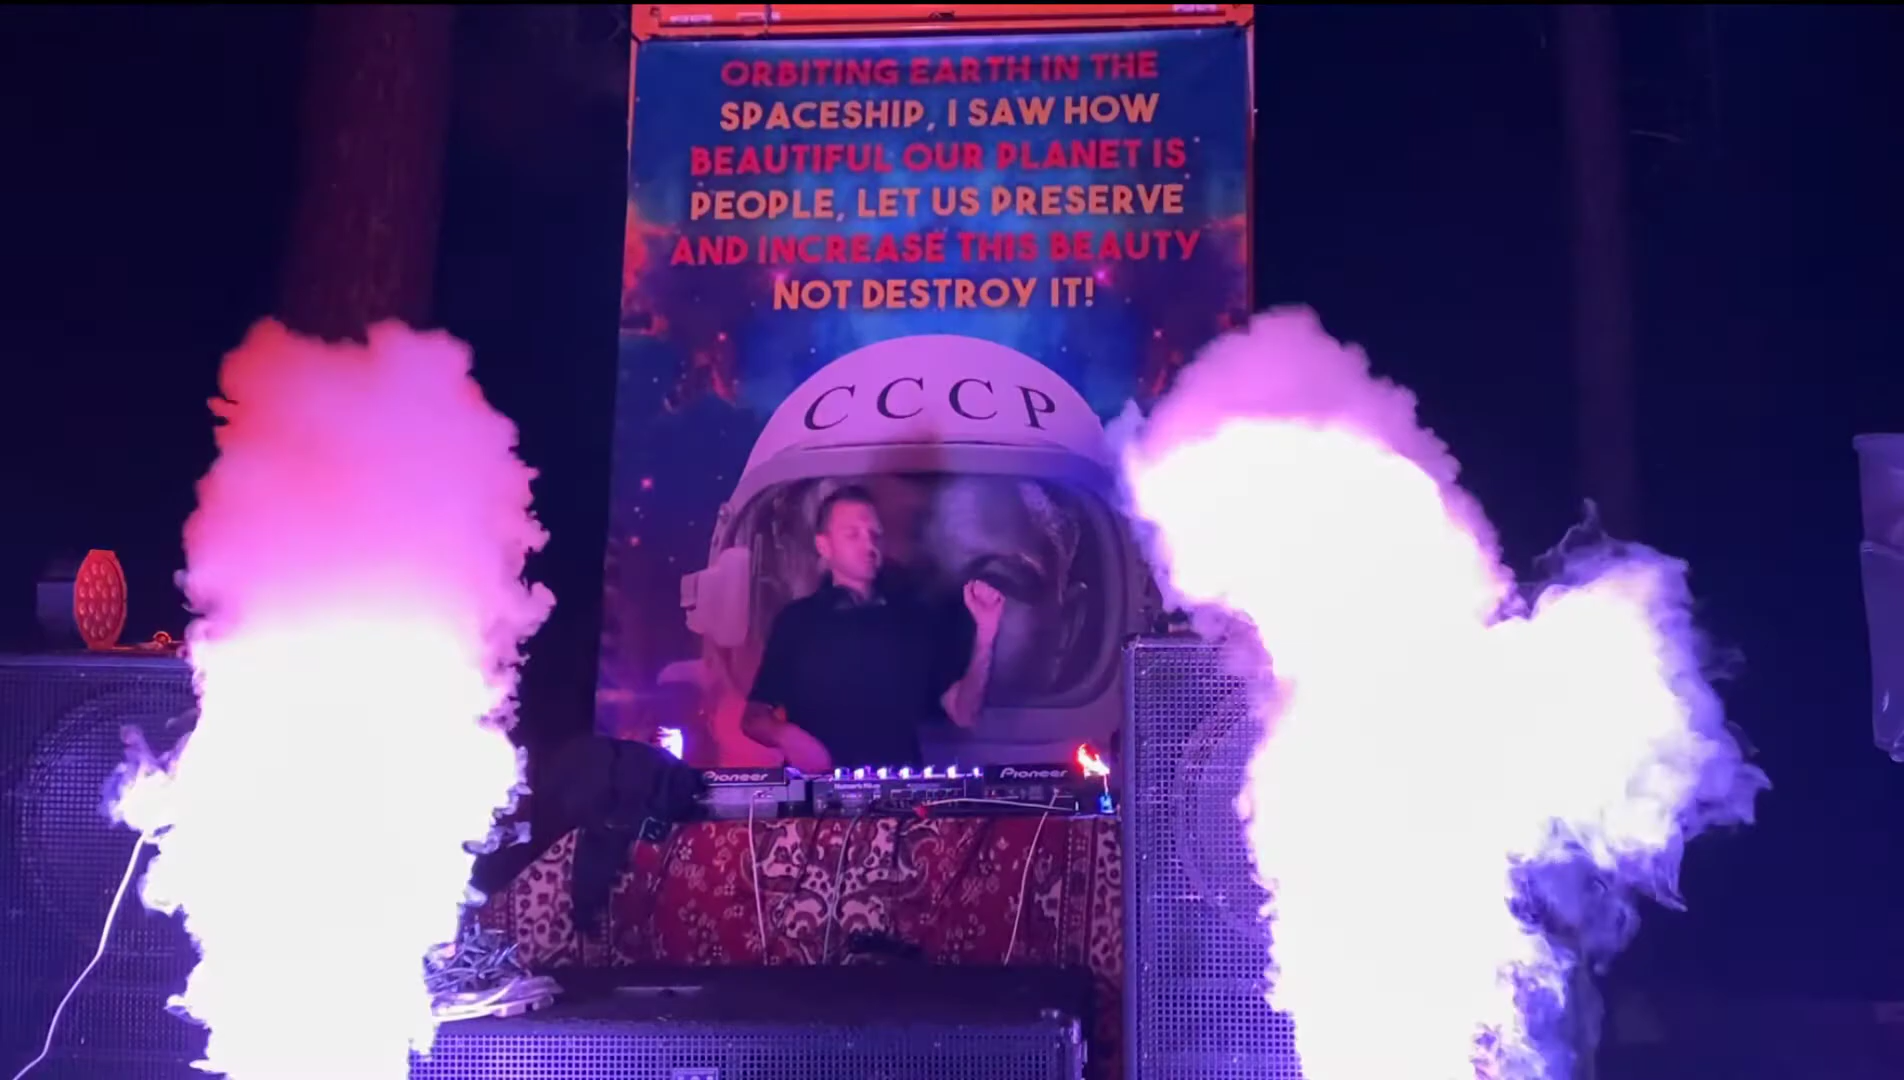 ORBITING EARTH IN THE
SPACESHIP, I SAW HOW
BEAUTIFUL OUR PLANET IS
PEOPLE, LET US PRESERVE
AND INCREASE THIS BEAUTY
NOT DESTROY IT!
СССР
Pioneer
Pioneer